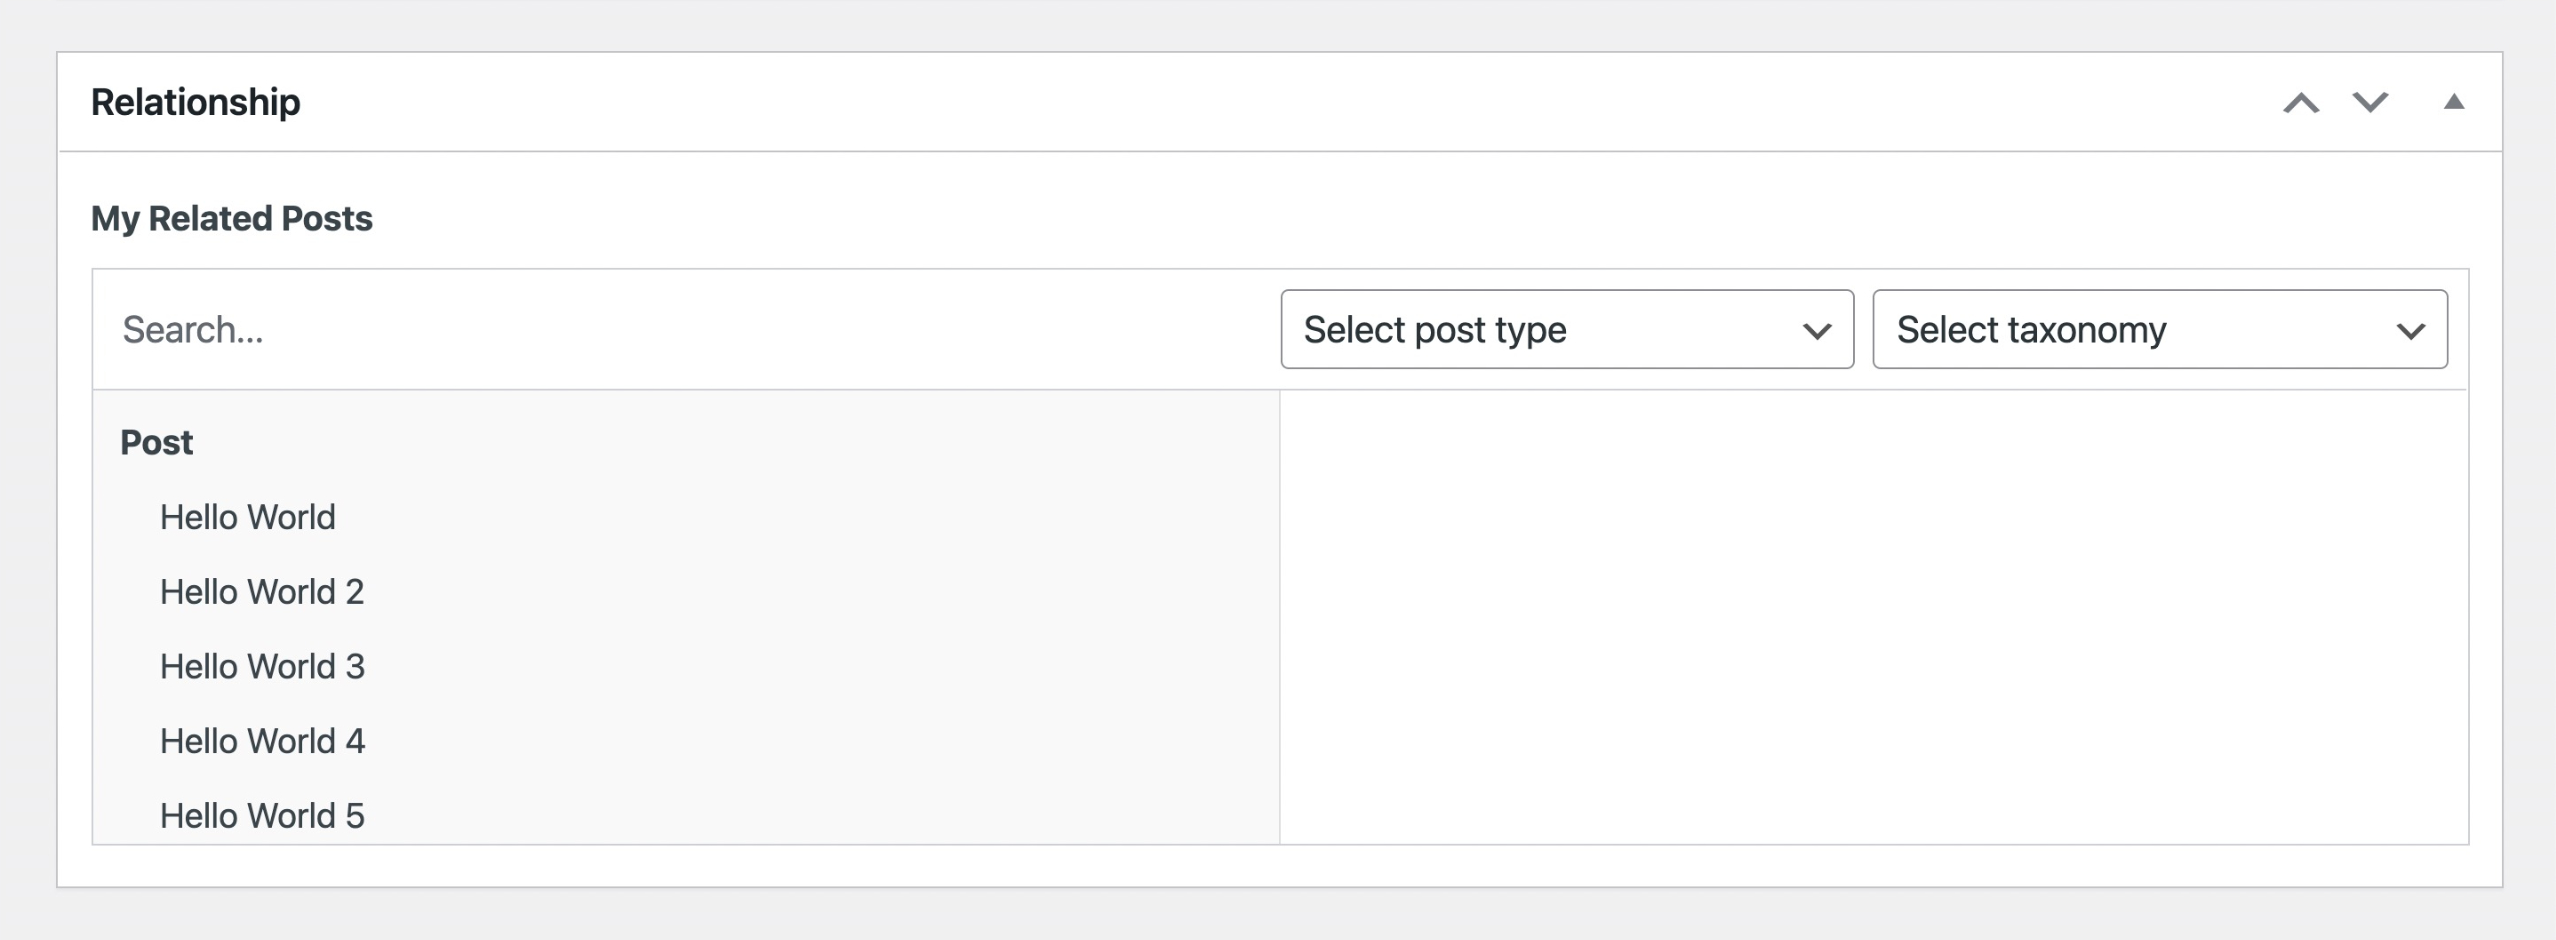 Relationship
My Related Posts
Search...
Select post type
Select taxonomy
Post
Hello World
Hello World 2
Hello World 3
Hello World 4
Hello World 5